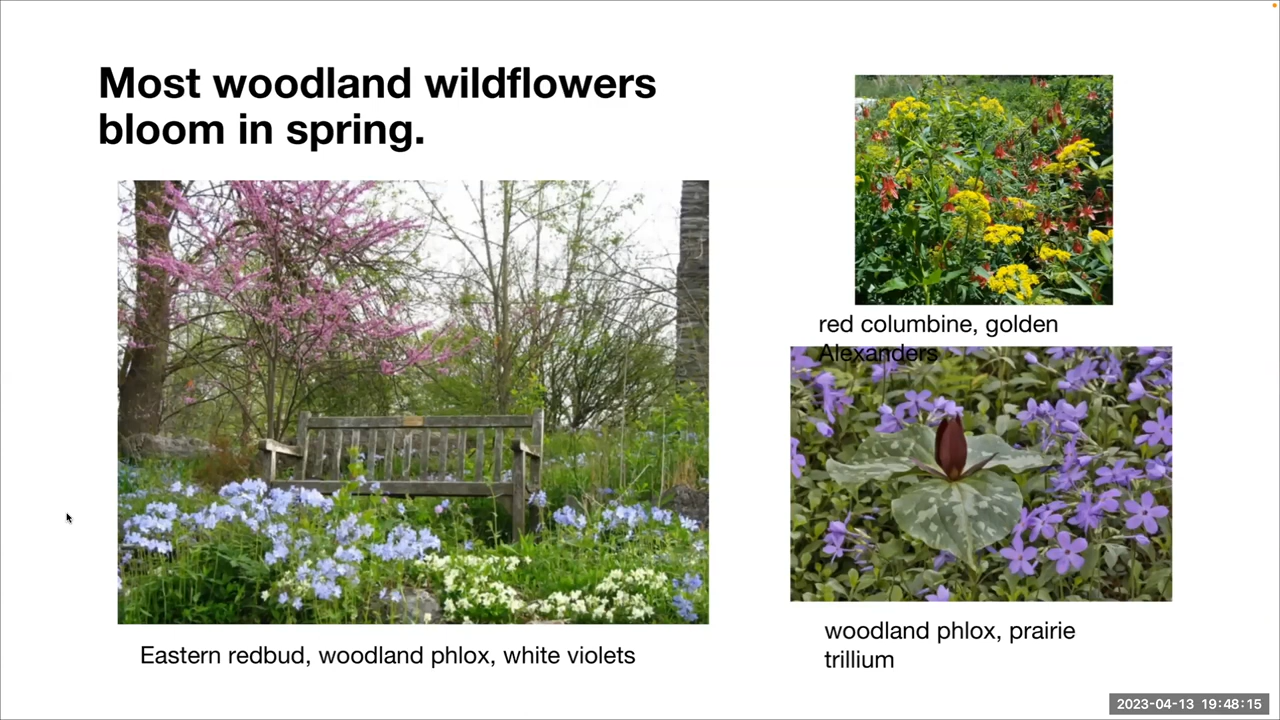 Most woodland wildflowers
bloom in spring.
red columbine, golden
Alexanders
Eastern redbud, woodland phlox, white violets
woodland phlox, prairie
trillium
2023-04-13 19:48:15